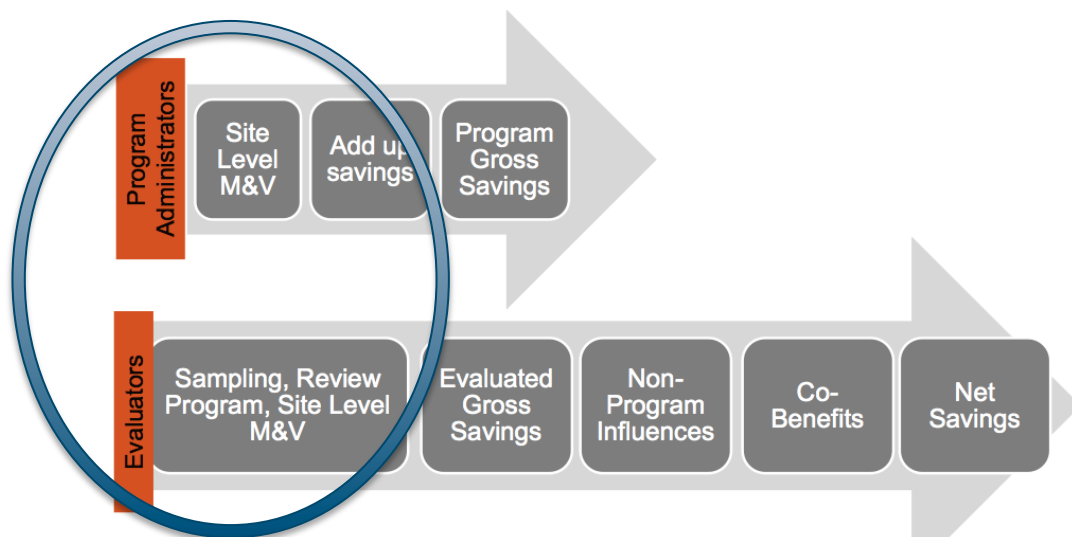 Program
Administrators
Site
Level
M&V
Add up
savings
Program
Gross
Savings
Evaluators
Sampling, Review
Program, Site Level
M&V
Evaluated
Gross
Savings
Non-
Program
Influences
Co-
Benefits
Net
Savings